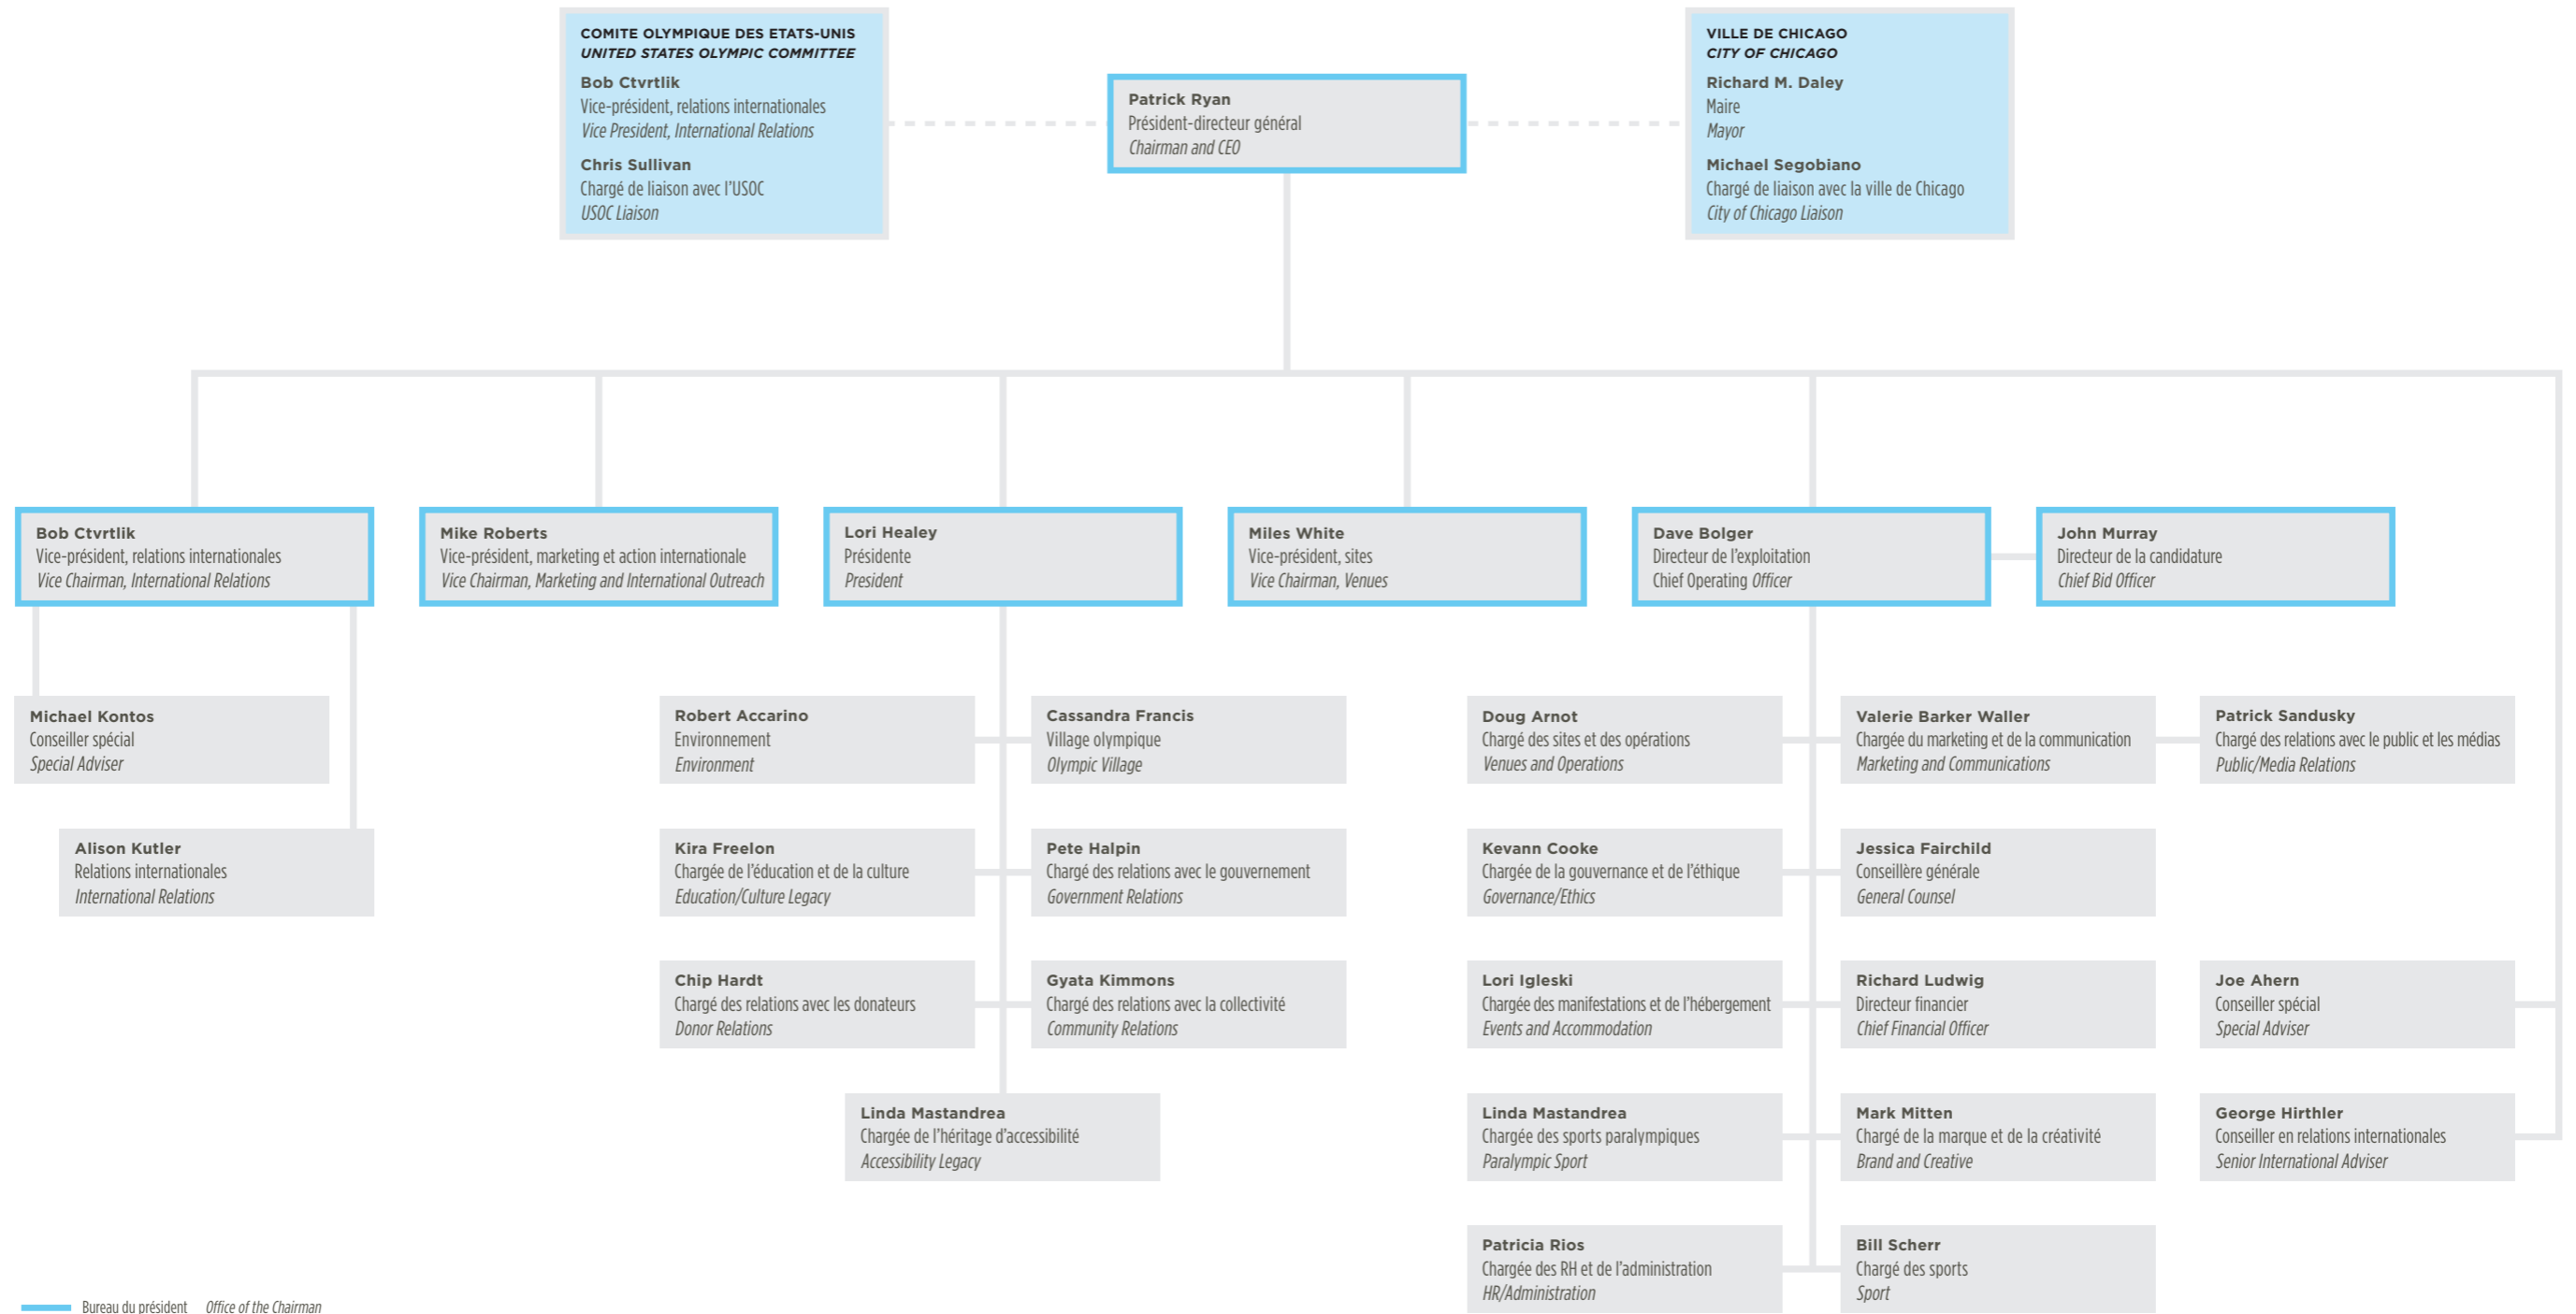 COMITE OLYMPIQUE DES ETATS-UNIS
UNITED STATES OLYMPIC COMMITTEE
Bob Ctvrtlik
Vice-président, relations internationales
Vice President, International Relations
Chris Sullivan
Chargé de liaison avec l'USOC
USOC Liaison
Patrick Ryan
Président-directeur général
Chairman and CEO
VILLE DE CHICAGO
CITY OF CHICAGO
Richard M. Daley
Maire
Mayor
Michael Segobiano
Chargé de liaison avec la ville de Chicago
City of Chicago Liaison
Bob Ctvrtlik
Vice-président, relations internationales
Vice Chairman, International Relations
Mike Roberts
Vice-président, marketing et action internationale
Vice Chairman, Marketing and International Outreach
Lori Healey
Présidente
President
Miles White
Vice-président, sites
Vice Chairman, Venues
Dave Bolger
Directeur de l'exploitation
Chief Operating Officer
John Murray
Directeur de la candidature
Chief Bid Officer
Michael Kontos
Conseiller spécial
Special Adviser
Alison Kutler
Relations internationales
International Relations
Robert Accarino
Environnement
Environment
Cassandra Francis
Village olympique
Olympic Village
Kira Freelon
Chargée de l'éducation et de la culture
Education/Culture Legacy
Pete Halpin
Chargé des relations avec le gouvernement
Government Relations
Chip Hardt
Chargé des relations avec les donateurs
Donor Relations
Gyata Kimmons
Chargé des relations avec la collectivité
Community Relations
Linda Mastandrea
Chargée de l'héritage d'accessibilité
Accessibility Legacy
Doug Arnot
Chargé des sites et des opérations
Venues and Operations
Valerie Barker Waller
Chargée du marketing et de la communication
Marketing and Communications
Patrick Sandusky
Chargé des relations avec le public et les médias
Public/Media Relations
Kevann Cooke
Chargée de la gouvernance et de l'éthique
Governance/Ethics
Jessica Fairchild
Conseillère générale
General Counsel
Lori Igleski
Chargée des manifestations et de l'hébergement
Events and Accommodation
Richard Ludwig
Directeur financier
Chief Financial Officer
Joe Ahern
Conseiller spécial
Special Adviser
Linda Mastandrea
Chargée des sports paralympiques
Paralympic Sport
Mark Mitten
Chargé de la marque et de la créativité
Brand and Creative
George Hirthler
Conseiller en relations internationales
Senior International Adviser
Patricia Rios
Chargée des RH et de l'administration
HR/Administration
Bill Scherr
Chargé des sports
Sport
Bureau du président Office of the Chairman